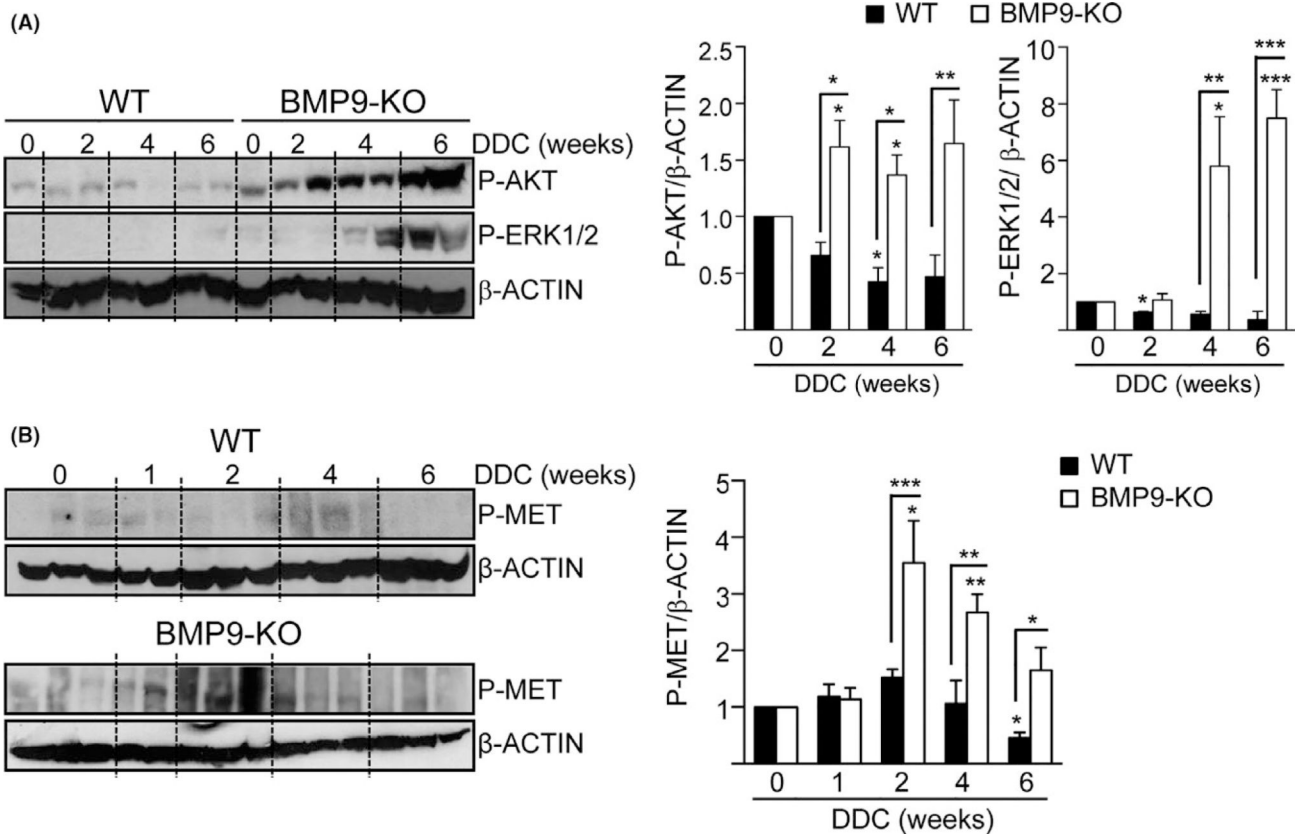 (A)
WT BMP9-KO
0 2 4 6 0 2 4 6 DDC (weeks)
P-AKT
P-ERK1/2
β-ACTIN
WT BMP9-KO
P-AKT/β-ACTIN
2.5
2.0
1.5
1.0
0.5
* * * * * **
0 2 4 6
DDC (weeks)
P-ERK1/2/ β-ACTIN
10
8
6
4
2
* ** * *** ***
0 2 4 6
DDC (weeks)
(B)
WT
0 1 2 4 6 DDC (weeks)
P-MET
β-ACTIN
BMP9-KO
P-MET
β-ACTIN
WT
BMP9-KO
P-MET/β-ACTIN
5
4
3
2
1
*** * ** ** * *
0 1 2 4 6
DDC (weeks)